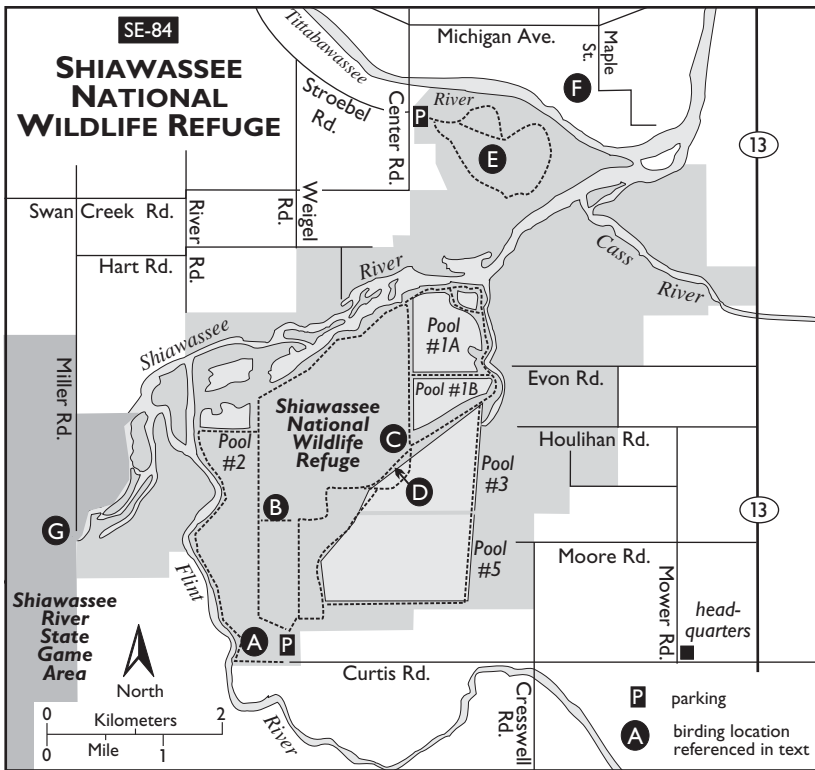 SE-84
SHIAWASSEE
NATIONAL
WILDLIFE REFUGE
Tittabawassee
River
Michigan Ave.
Maple
St.
F
Stroebel
Rd.
Center Rd.
P
E
13
Swan Creek Rd.
River
Rd.
Weigel
Rd.
Hart Rd.
Cass
River
Shiawassee
River
Miller Rd.
Pool
#1A
Pool #1B
Evon Rd.
Shiawassee
National
Wildlife
Refuge
C
Houlihan Rd.
Pool
#2
D
Pool
#3
B
G
13
Pool
#5
Moore Rd.
Flint
River
Shiawassee
River
State
Game
Area
Mower Rd.
head-
quarters
A
P
Curtis Rd.
Cresswell
Rd.
North
0 2
Kilometers
Mile
0 1
P parking
A birding location
referenced in text